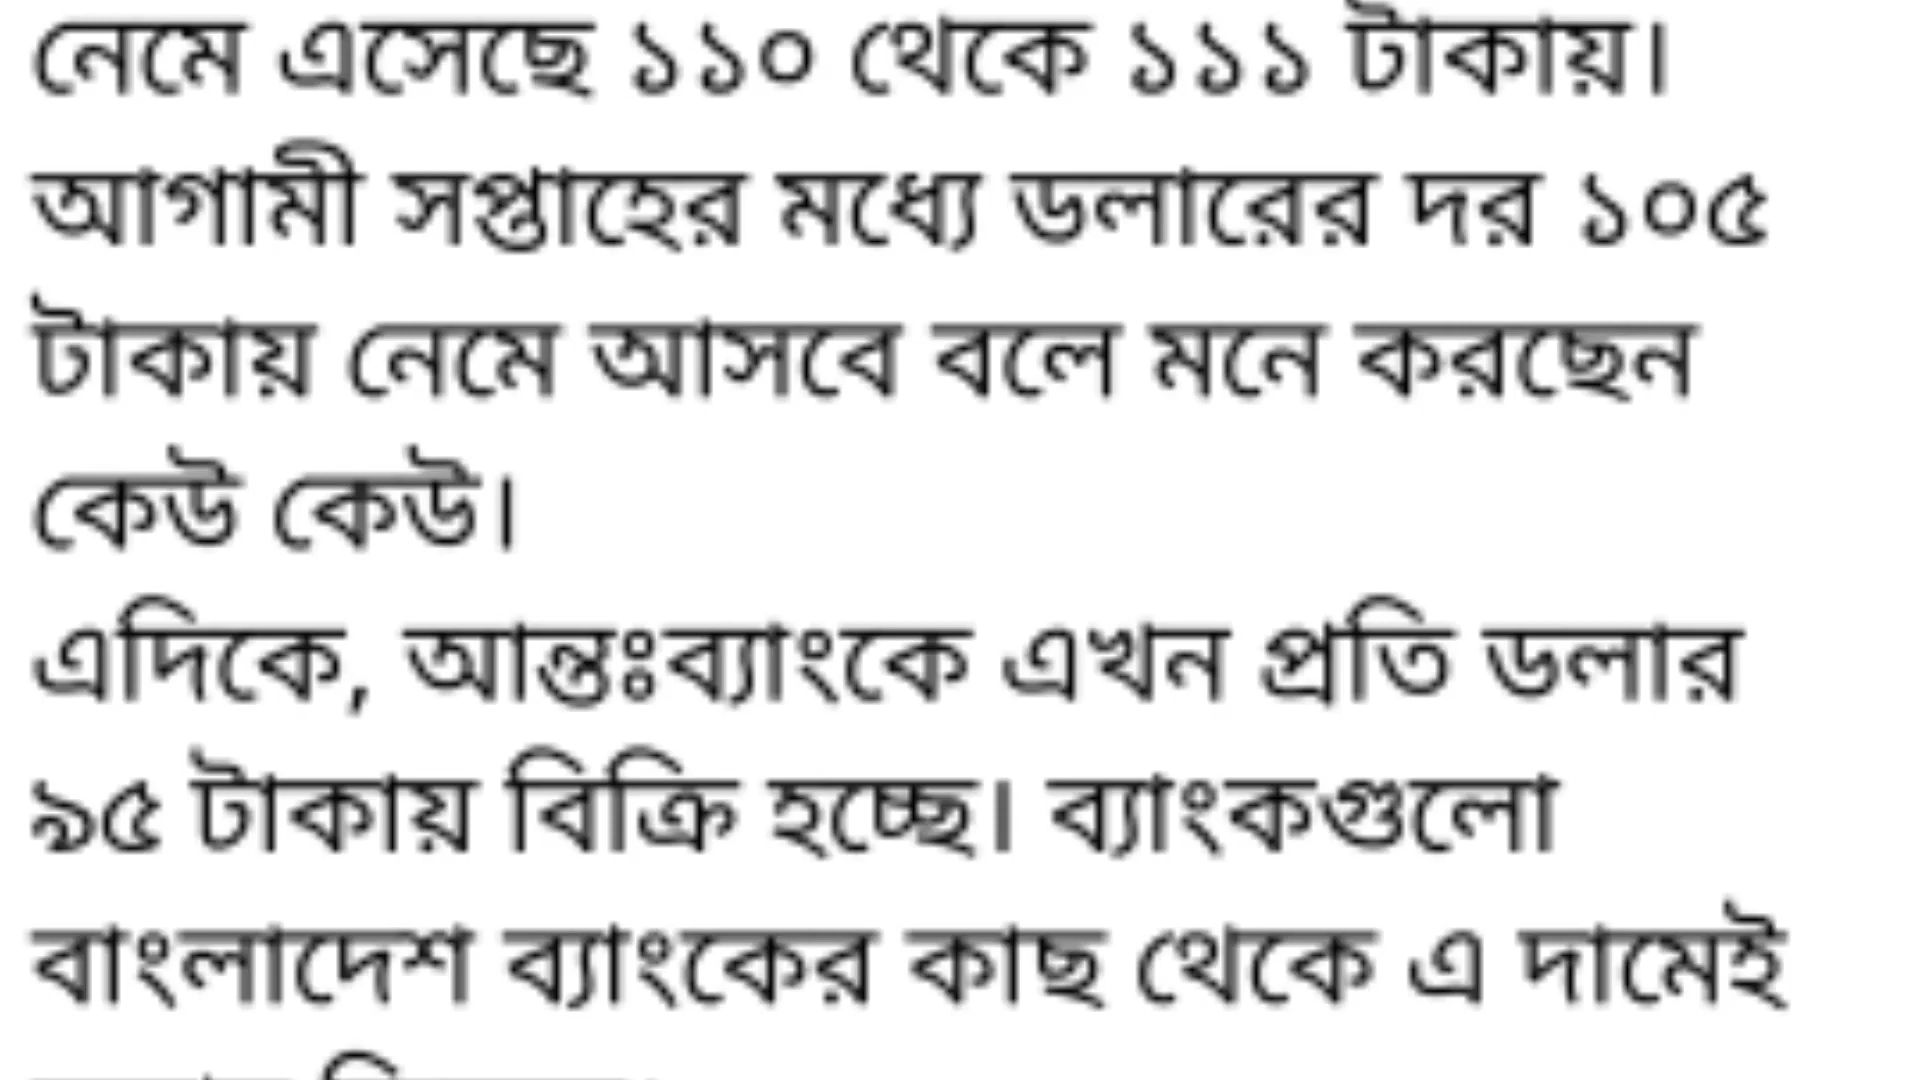 নেমে এসেছে ১১০ থেকে ১১১ টাকায়।
আগামী সপ্তাহের মধ্যে ডলারের দর ১০৫
টাকায় নেমে আসবে বলে মনে করছেন
কেউ কেউ।
এদিকে, আন্তঃব্যাংকে এখন প্রতি ডলার
৯৫ টাকায় বিক্রি হচ্ছে। ব্যাংকগুলো
বাংলাদেশ ব্যাংকের কাছ থেকে এ দামেই